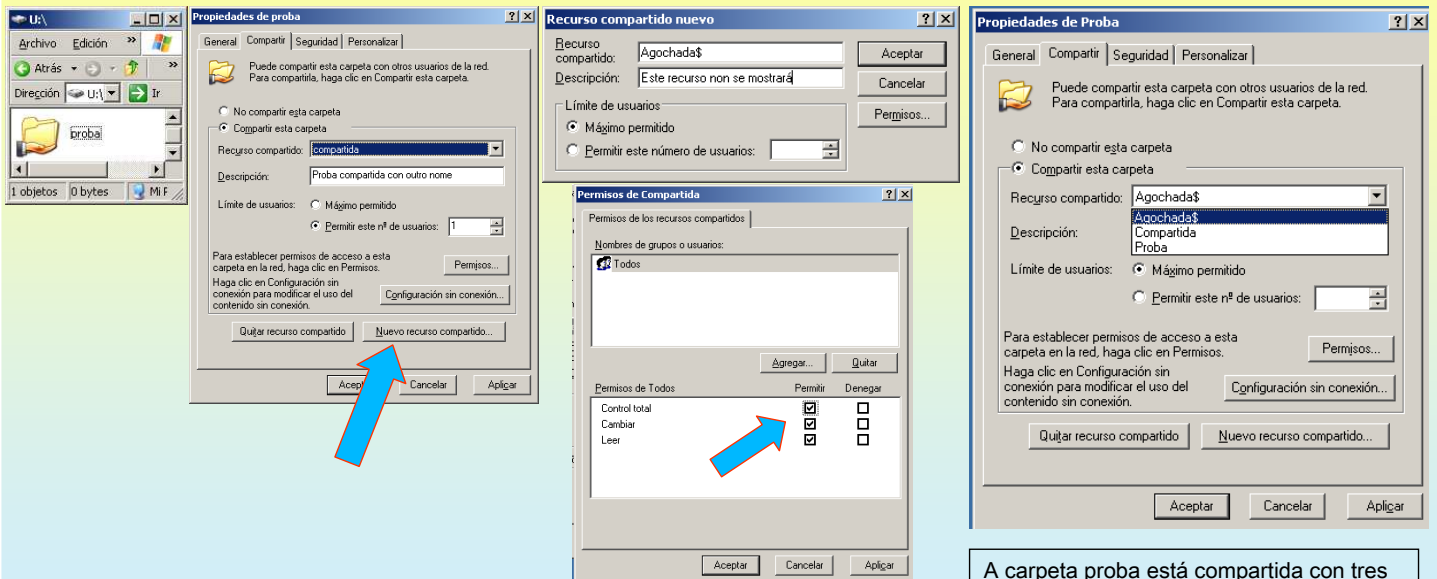 U:\
Archivo Edición »
Atrás »
Dirección U:\ Ir
proba
1 objetos 0 bytes Mi F
Propiedades de proba
General Compartir Seguridad Personalizar
Puede compartir esta carpeta con otros usuarios de la red.
Para compartirla, haga clic en Compartir esta carpeta.
No compartir esta carpeta
Compartir esta carpeta
Recurso compartido: compartida
Descripción: Proba compartida con outro nome
Límite de usuarios: Máximo permitido
Permitir este nº de usuarios: 1
Para establecer permisos de acceso a esta
carpeta en la red, haga clic en Permisos.
Permisos...
Haga clic en Configuración sin
conexión para modificar el uso del
contenido sin conexión.
Configuración sin conexión...
Quitar recurso compartido Nuevo recurso compartido...
Cancelar Aplicar
Recurso compartido nuevo
Recurso
compartido: Agochada$
Aceptar
Descripción: Este recurso non se mostrará
Cancelar
Límite de usuarios
Permisos...
Máximo permitido
Permitir este número de usuarios:
Permisos de Compartida
Permisos de los recursos compartidos
Nombres de grupos o usuarios:
Todos
Agregar... Quitar
Permisos de Todos Permitir Denegar
Control total
Cambiar
Leer
Aceptar Cancelar Aplicar
Propiedades de Proba
General Compartir Seguridad Personalizar
Puede compartir esta carpeta con otros usuarios de la red.
Para compartirla, haga clic en Compartir esta carpeta.
No compartir esta carpeta
Compartir esta carpeta
Recurso compartido: Agochada$
Agochada$
Descripción: Compartida
Proba
Límite de usuarios: Máximo permitido
Permitir este nº de usuarios:
Para establecer permisos de acceso a esta
carpeta en la red, haga clic en Permisos.
Permisos...
Haga clic en Configuración sin
conexión para modificar el uso del
contenido sin conexión.
Configuración sin conexión...
Quitar recurso compartido Nuevo recurso compartido...
Aceptar Cancelar Aplicar
A carpeta proba está compartida con tres